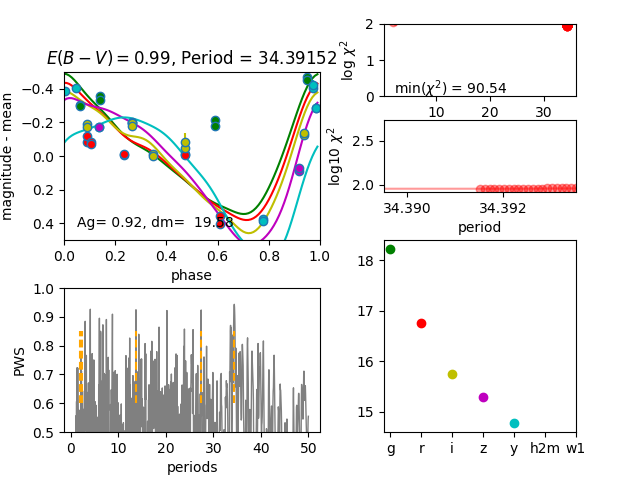 E(B − V) = 0.99, Period = 34.39152
magnitude - mean
−0.4
−0.2
0.0
0.2
0.4
Ag= 0.92, dm= 19.
0.0 0.2 0.4 0.6 0.8 1.0
phase
log χ²
2
1
0
min(χ²) = 90.54
10 20 30
log10 χ²
2.5
2.0
34.390 34.392
period
PWS
1.0
0.9
0.8
0.7
0.6
0.5
0 10 20 30 40 50
periods
18
17
16
15
g r i z y h2m w1